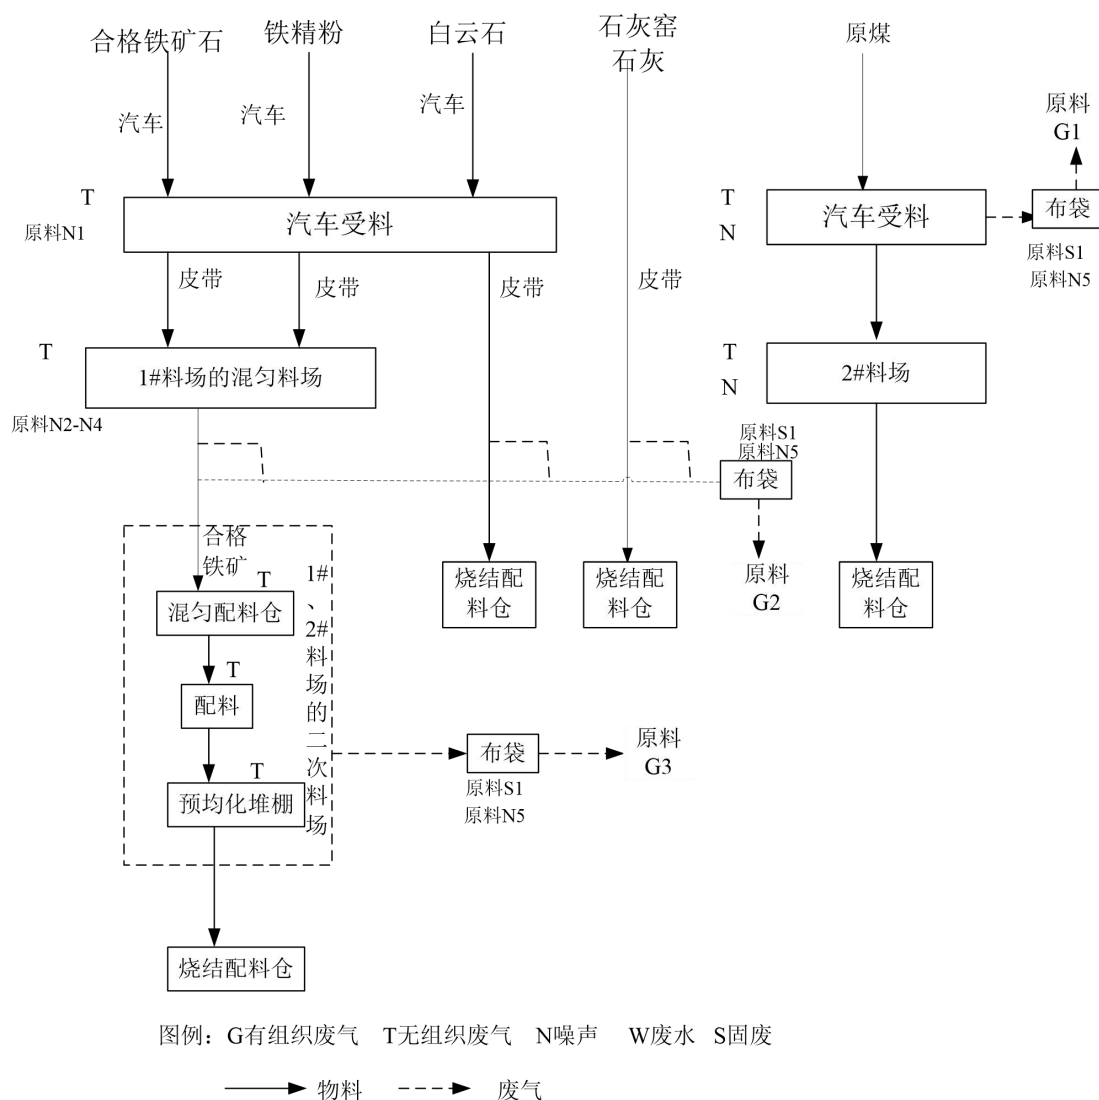 合格铁矿石
铁精粉
白云石
石灰窑
石灰
原煤
汽车
汽车
汽车
原料
G1
T
原料N1
汽车受料
T
N
汽车受料
布袋
原料S1
原料N5
皮带
皮带
皮带
皮带
T
1#料场的混匀料场
原料N2-N4
T
N
2#料场
原料S1
原料N5
布袋
原料
G2
合格
铁矿
T
混匀配料仓
烧结配
料仓
烧结配
料仓
烧结配
料仓
1#
、
2#
料
场
的
二
次
料
场
T
配料
T
预均化堆棚
布袋
原料S1
原料N5
原料
G3
烧结配料仓
图例：G有组织废气 T无组织废气 N噪声 W废水 S固废
物料 废气